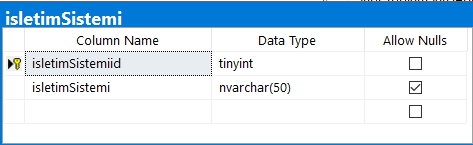 isletimSistemi
Column Name Data Type Allow Nulls
isletimSistemiid tinyint
isletimSistemi nvarchar(50)